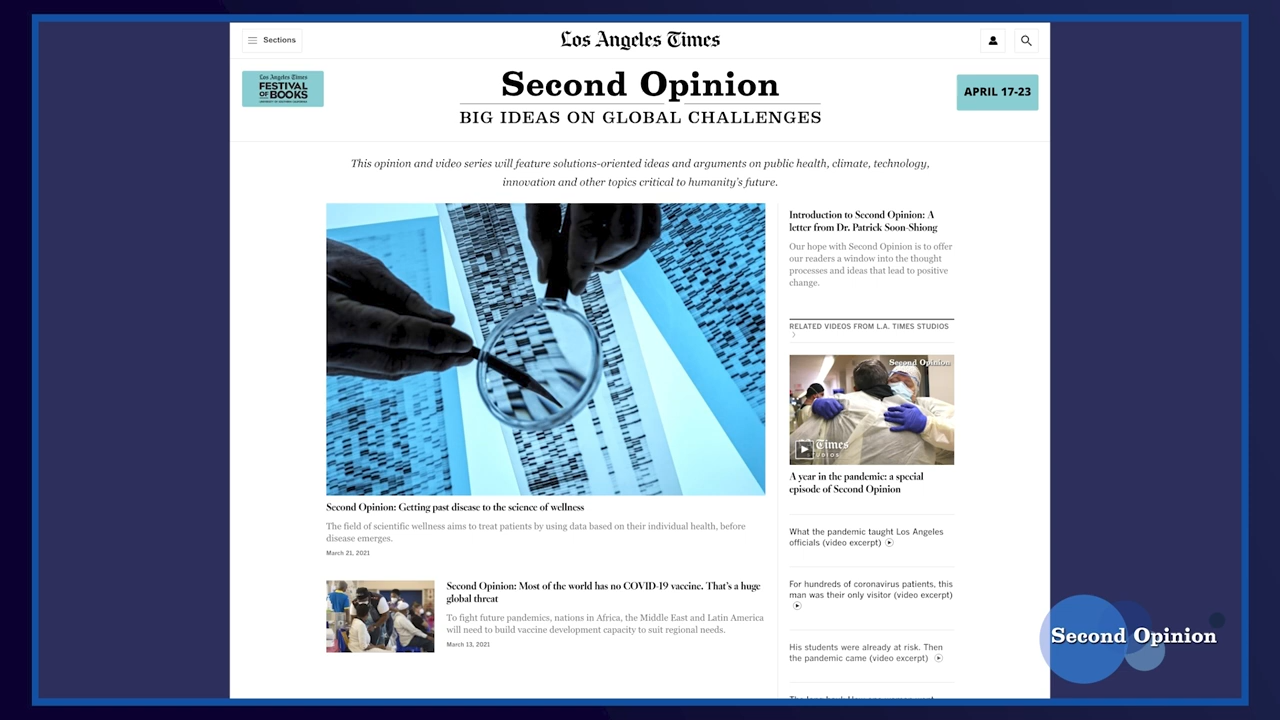 Sections
Los Angeles Times
Los Angeles Times
FESTIVAL
OF BOOKS
Second Opinion
BIG IDEAS ON GLOBAL CHALLENGES
APRIL 17-23
This opinion and video series will feature solutions-oriented ideas and arguments on public health, climate, technology,
innovation and other topics critical to humanity's future.
Second Opinion: Getting past disease to the science of wellness
The field of scientific wellness aims to treat patients by using data based on their individual health, before
disease emerges.
March 21, 2021
Second Opinion: Most of the world has no COVID-19 vaccine. That's a huge
global threat
To fight future pandemics, nations in Africa, the Middle East and Latin America
will need to build vaccine development capacity to suit regional needs.
March 13, 2021
Introduction to Second Opinion: A
letter from Dr. Patrick Soon-Shiong
Our hope with Second Opinion is to offer
our readers a window into the thought
processes and ideas that lead to positive
change.
RELATED VIDEOS FROM L.A. TIMES STUDIOS
Second Opinion
Times
A year in the pandemic: a special
episode of Second Opinion
What the pandemic taught Los Angeles
officials (video excerpt)
For hundreds of coronavirus patients, this
man was their only visitor (video excerpt)
His students were already at risk. Then
the pandemic came (video excerpt)
Second Opinion